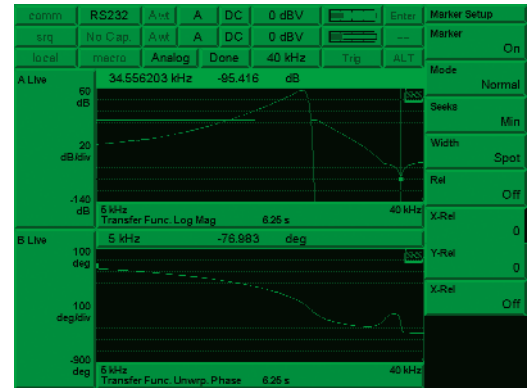 comm RS232 Awt A DC 0 dBV Enter Marker Setup
srq No Cap. Awt A DC 0 dBV --- Marker On
local macro Analog Done 40 kHz Trig ALT
Mode Normal
Seeks Min
Width Spot
Rel Off
X-Rel 0
Y-Rel 0
X-Rel Off
A Live 34.556203 kHz -95.416 dB
60
dB
20
dB/div
-140
dB
5 kHz 40 kHz
Transfer Func. Log Mag 6.25 s
B Live 5 kHz -76.983 deg
100
deg
100
deg/div
-900
deg
5 kHz 40 kHz
Transfer Func. Unwrp. Phase 6.25 s